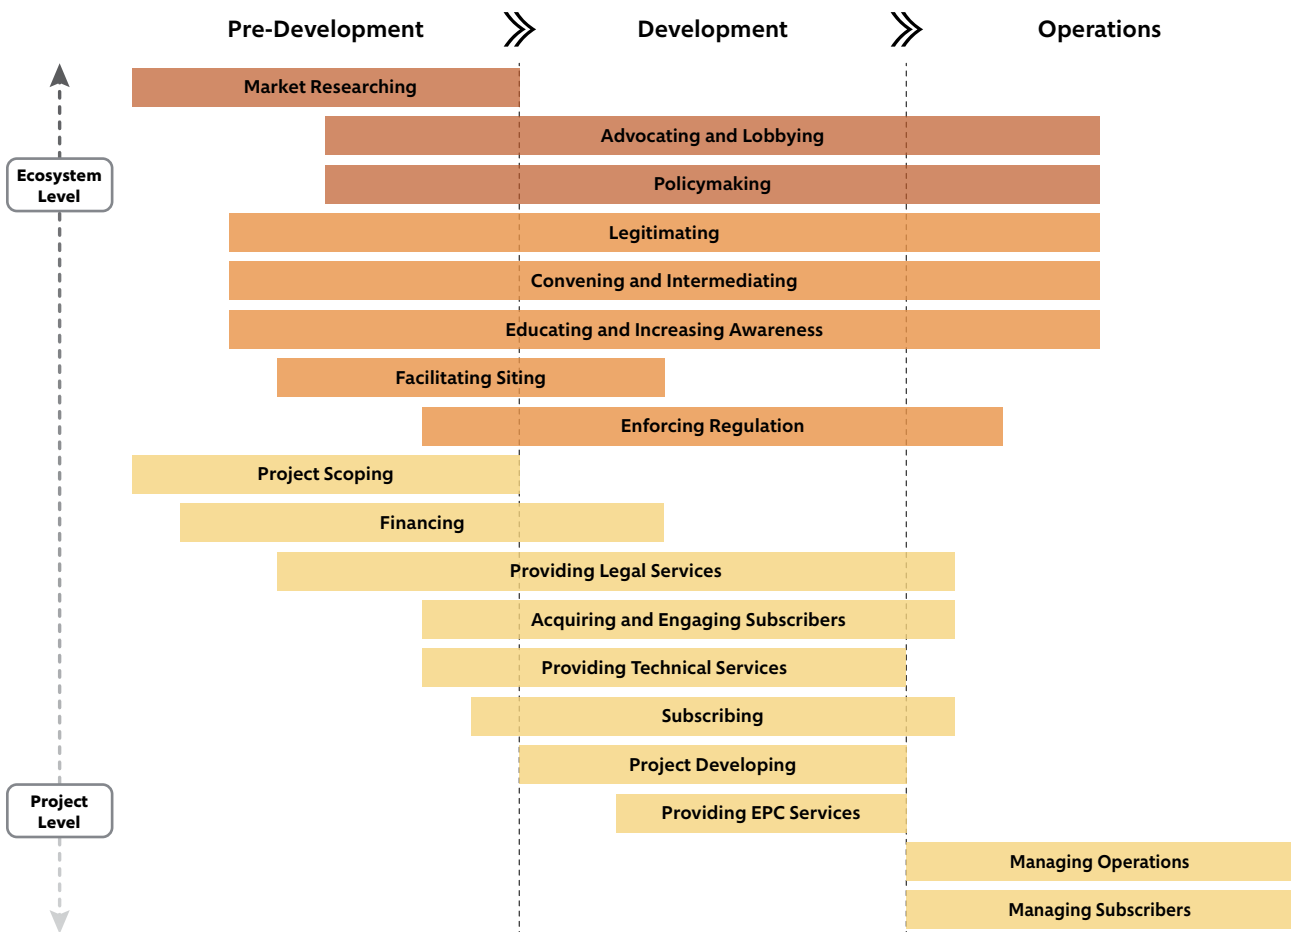 Pre-Development
Development
Operations
Market Researching
Advocating and Lobbying
Ecosystem
Level
Policymaking
Legitimating
Convening and Intermediating
Educating and Increasing Awareness
Facilitating Siting
Enforcing Regulation
Project Scoping
Financing
Providing Legal Services
Acquiring and Engaging Subscribers
Providing Technical Services
Subscribing
Project Developing
Project
Level
Providing EPC Services
Managing Operations
Managing Subscribers